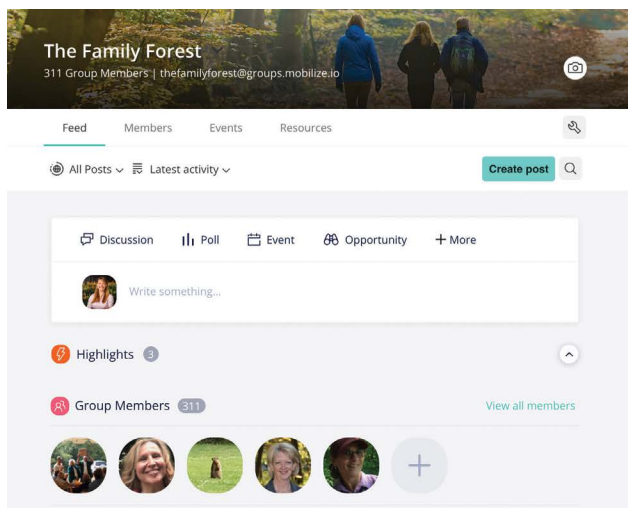 The Family Forest
311 Group Members | thefamilyforest@groups.mobilize.io
Feed Members Events Resources
All Posts Latest activity Create post
Discussion Poll Event Opportunity + More
Write something...
Highlights 3
Group Members 311 View all members